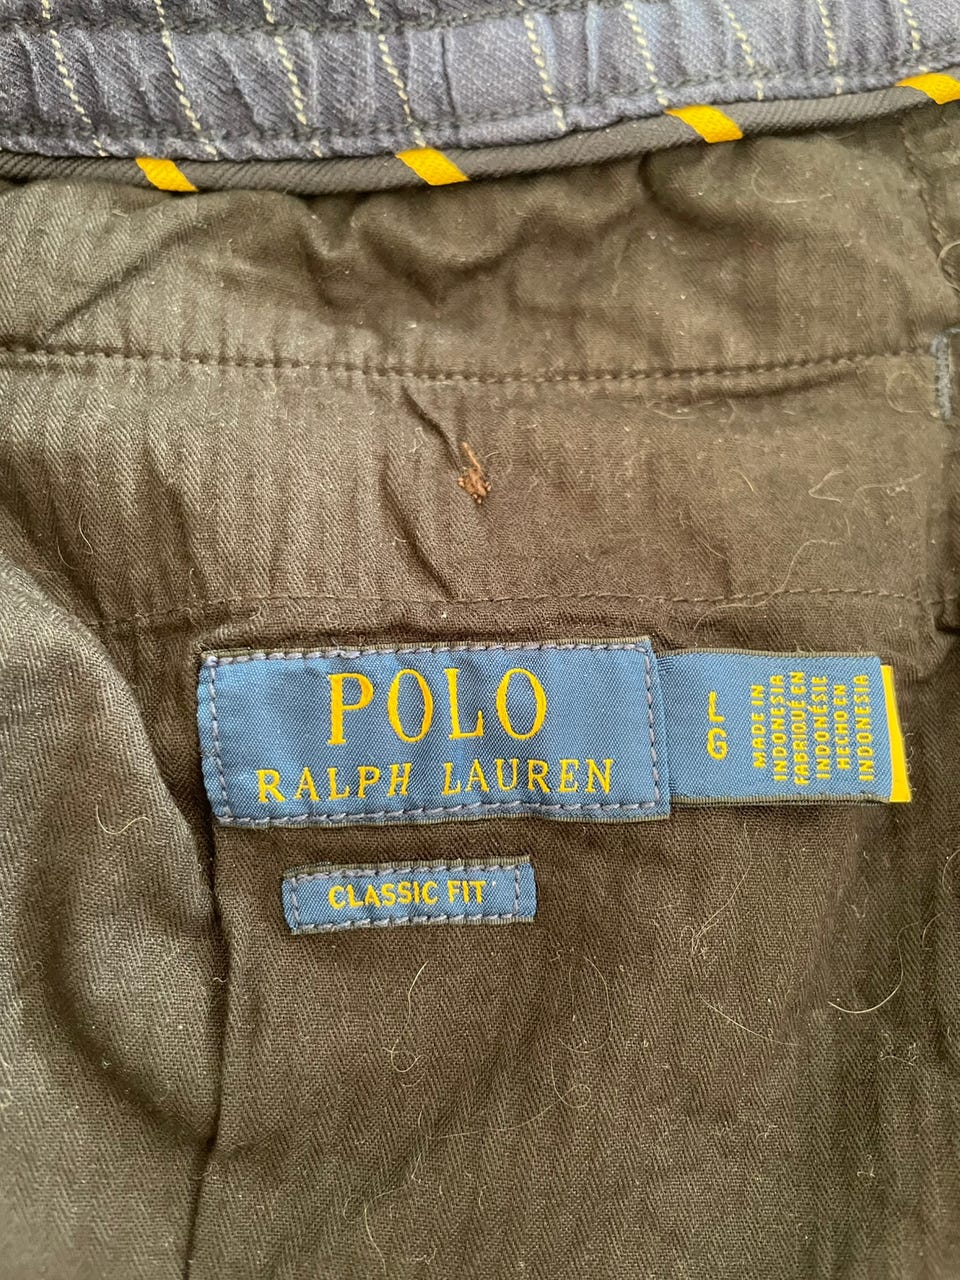 POLO
RALPH LAUREN
L
G
MADE IN
INDONESIA
FABRIQUÉ EN
INDONÉSIE
HECHO EN
INDONESIA
CLASSIC FIT